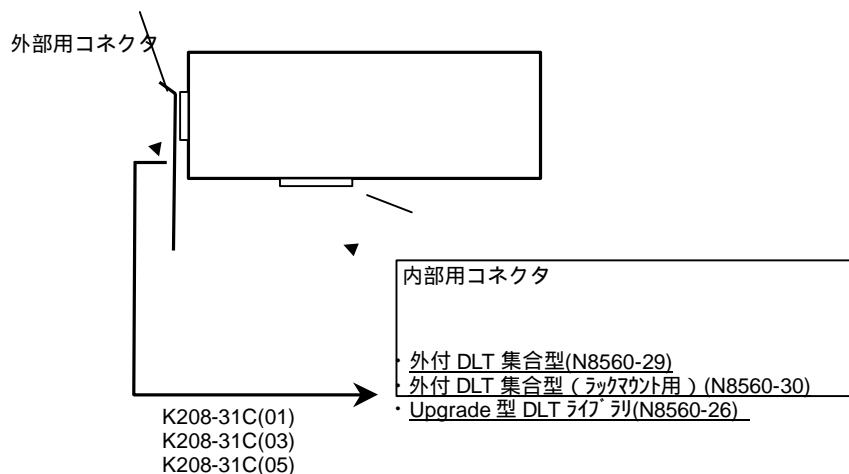 外部用コネクタ
内部用コネクタ
・外付 DLT 集合型(N8560-29)
・外付 DLT 集合型（ﾗｯｸﾏｳﾝﾄ用）(N8560-30)
・Upgrade 型 DLT ﾗｲﾌﾞﾗﾘ(N8560-26)
K208-31C(01)
K208-31C(03)
K208-31C(05)